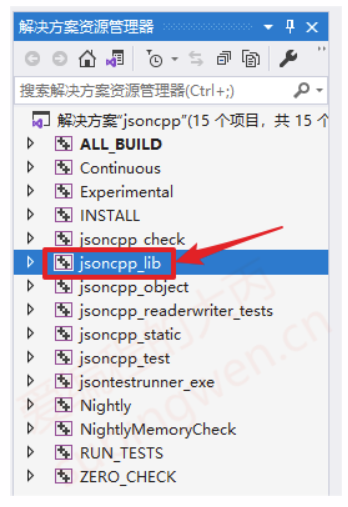 解决方案资源管理器
搜索解决方案资源管理器(Ctrl+;)
解决方案"jsoncpp"(15 个项目，共 15 个
ALL_BUILD
Continuous
Experimental
INSTALL
jsoncpp_check
jsoncpp_lib
jsoncpp_object
jsoncpp_readerwriter_tests
jsoncpp_static
jsoncpp_test
jsontestrunner_exe
Nightly
NightlyMemoryCheck
RUN_TESTS
ZERO_CHECK